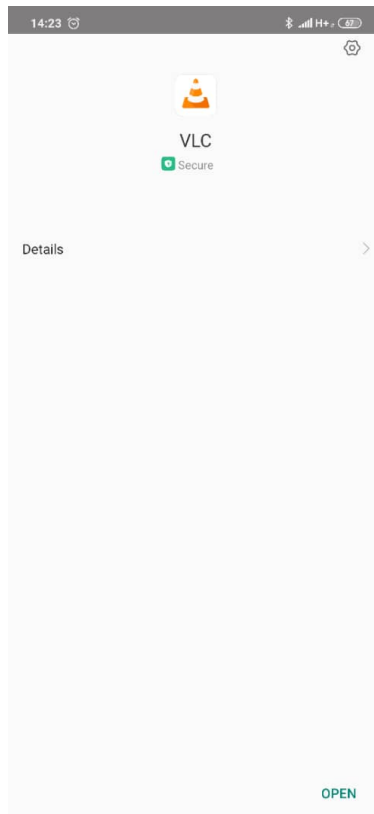 14:23
H+
67
VLC
Secure
Details
OPEN